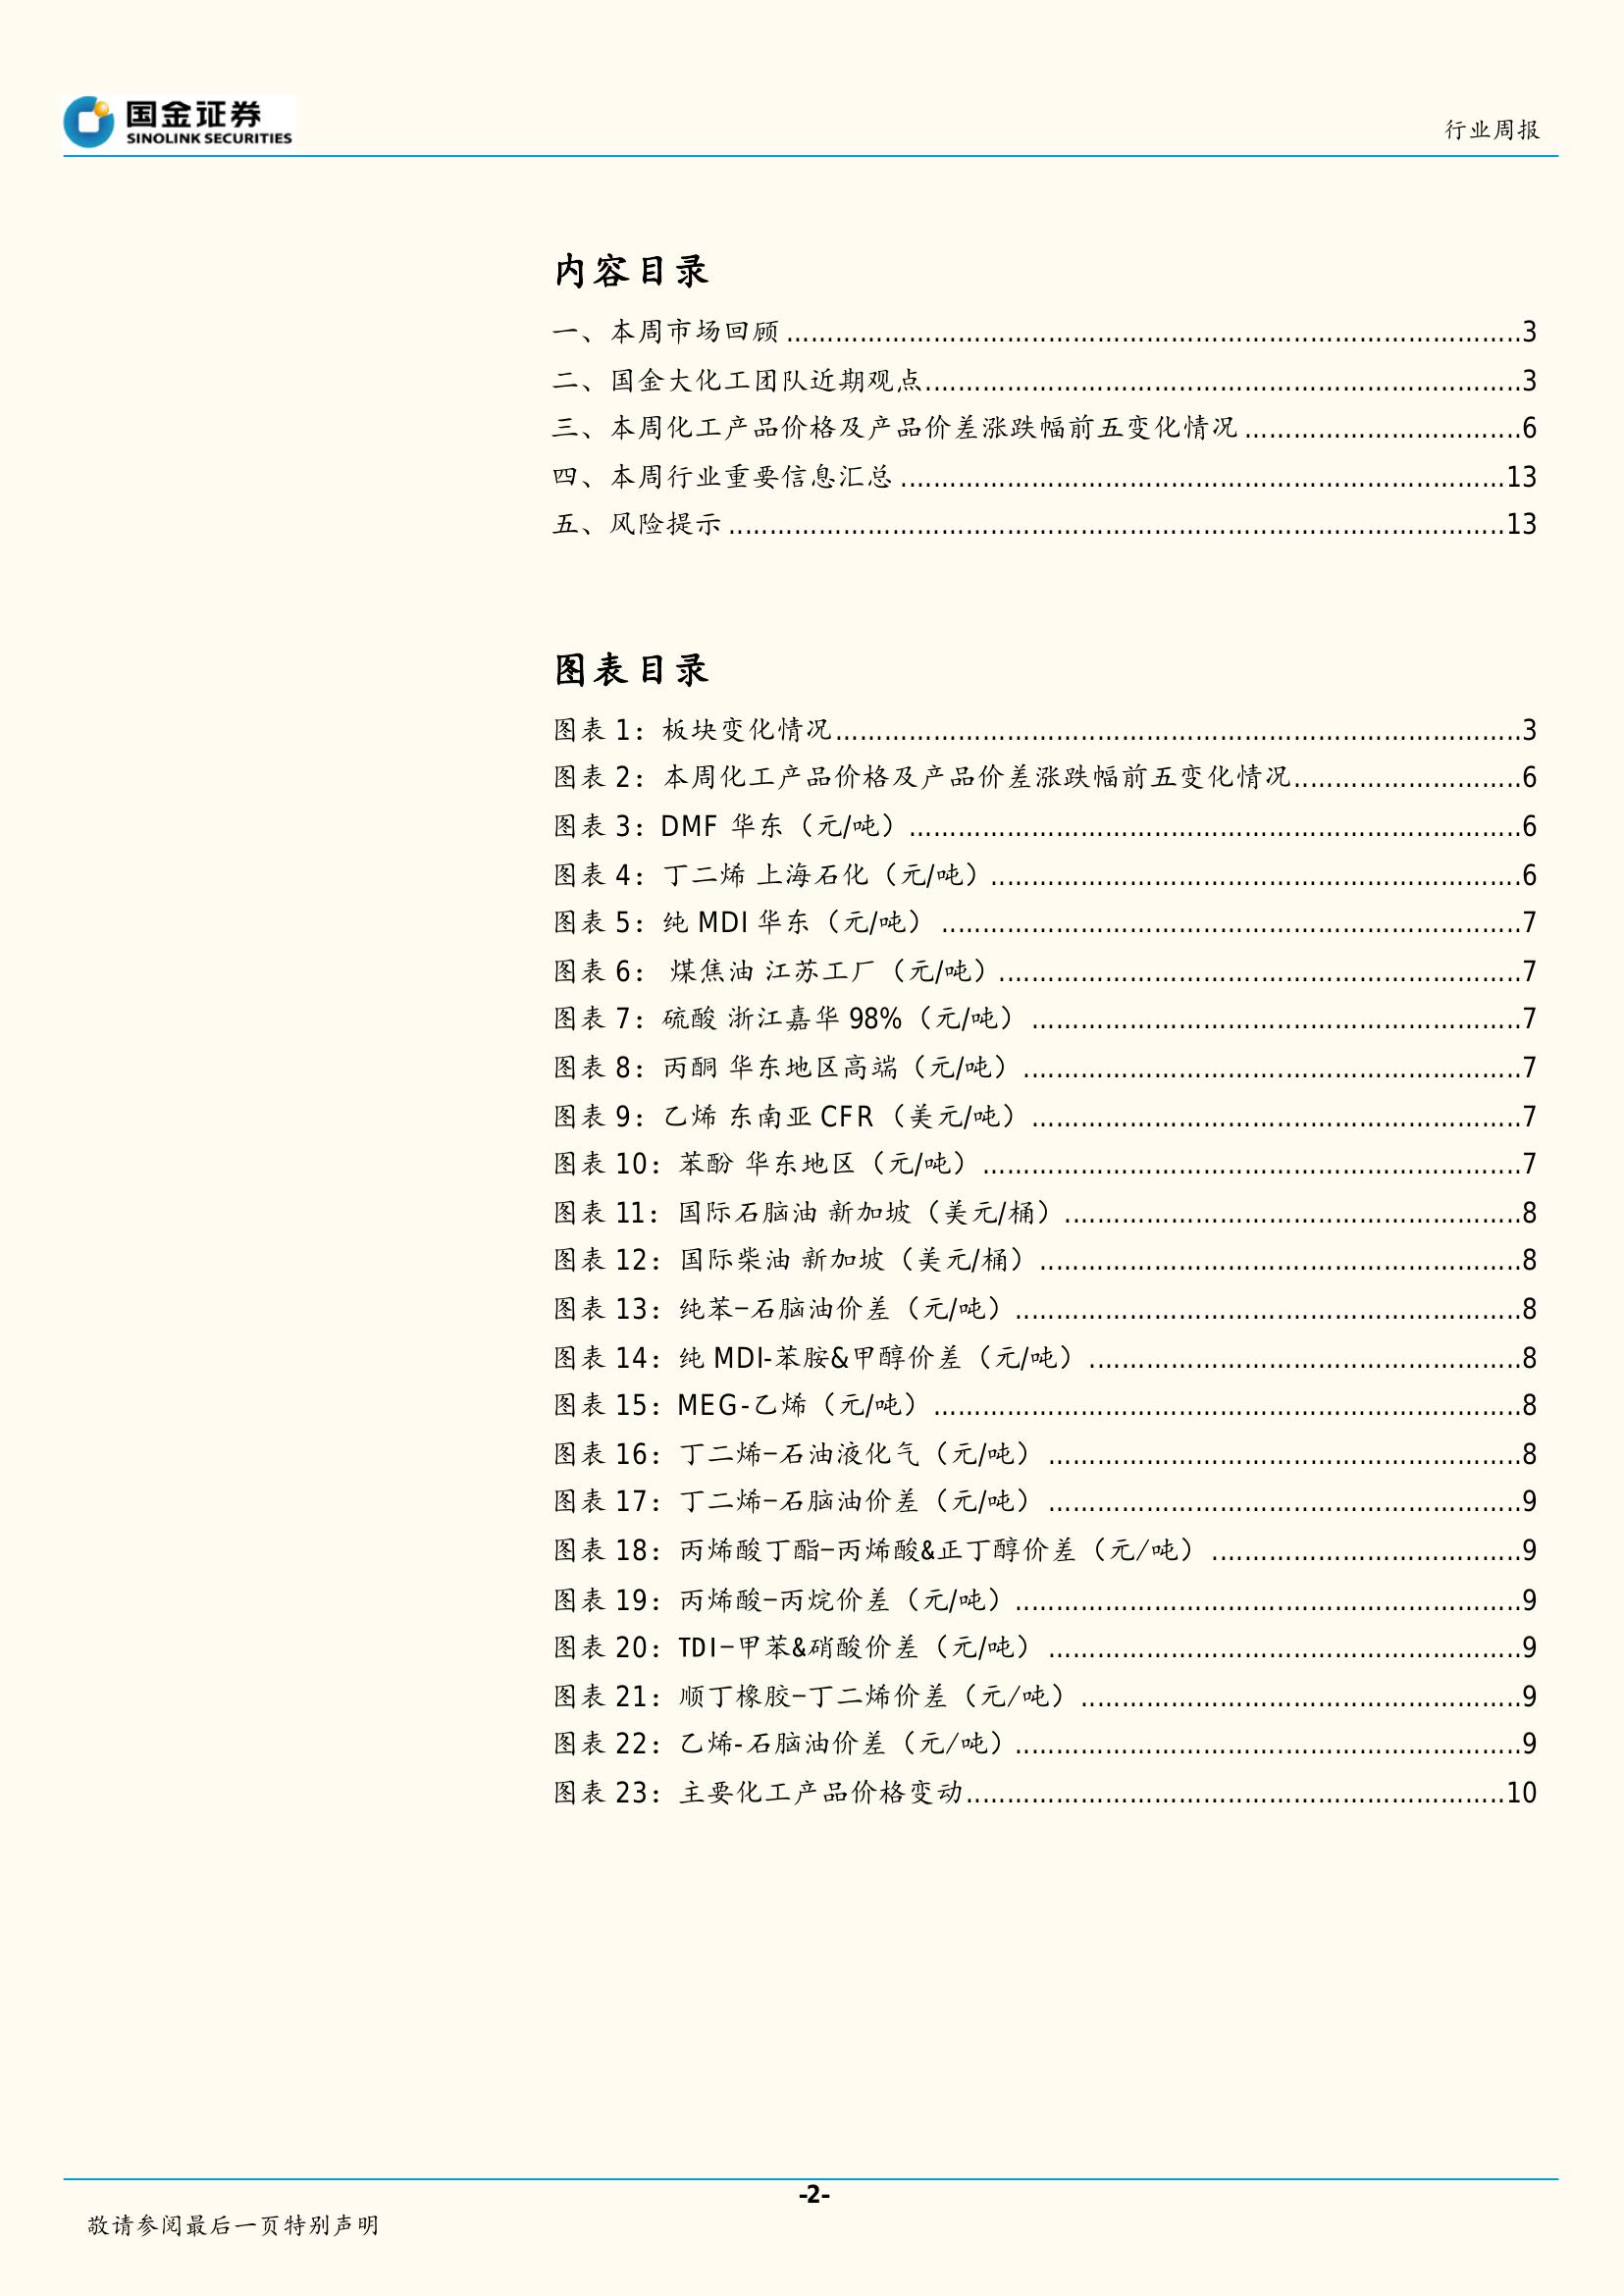 国金证券
SINOLINK SECURITIES
行业周报
内容目录
一、本周市场回顾......3
二、国金大化工团队近期观点......3
三、本周化工产品价格及产品价差涨跌幅前五变化情况......6
四、本周行业重要信息汇总......13
五、风险提示......13
图表目录
图表 1：板块变化情况......3
图表 2：本周化工产品价格及产品价差涨跌幅前五变化情况......6
图表 3：DMF 华东（元/吨）......6
图表 4：丁二烯 上海石化（元/吨）......6
图表 5：纯 MDI 华东（元/吨）......7
图表 6： 煤焦油 江苏工厂（元/吨）......7
图表 7：硫酸 浙江嘉华 98%（元/吨）......7
图表 8：丙酮 华东地区高端（元/吨）......7
图表 9：乙烯 东南亚 CFR（美元/吨）......7
图表 10：苯酚 华东地区（元/吨）......7
图表 11：国际石脑油 新加坡（美元/桶）......8
图表 12：国际柴油 新加坡（美元/桶）......8
图表 13：纯苯-石脑油价差（元/吨）......8
图表 14：纯 MDI-苯胺&甲醇价差（元/吨）......8
图表 15：MEG-乙烯（元/吨）......8
图表 16：丁二烯-石油液化气（元/吨）......8
图表 17：丁二烯-石脑油价差（元/吨）......9
图表 18：丙烯酸丁酯-丙烯酸&正丁醇价差（元/吨）......9
图表 19：丙烯酸-丙烷价差（元/吨）......9
图表 20：TDI-甲苯&硝酸价差（元/吨）......9
图表 21：顺丁橡胶-丁二烯价差（元/吨）......9
图表 22：乙烯-石脑油价差（元/吨）......9
图表 23：主要化工产品价格变动......10
-2-
敬请参阅最后一页特别声明